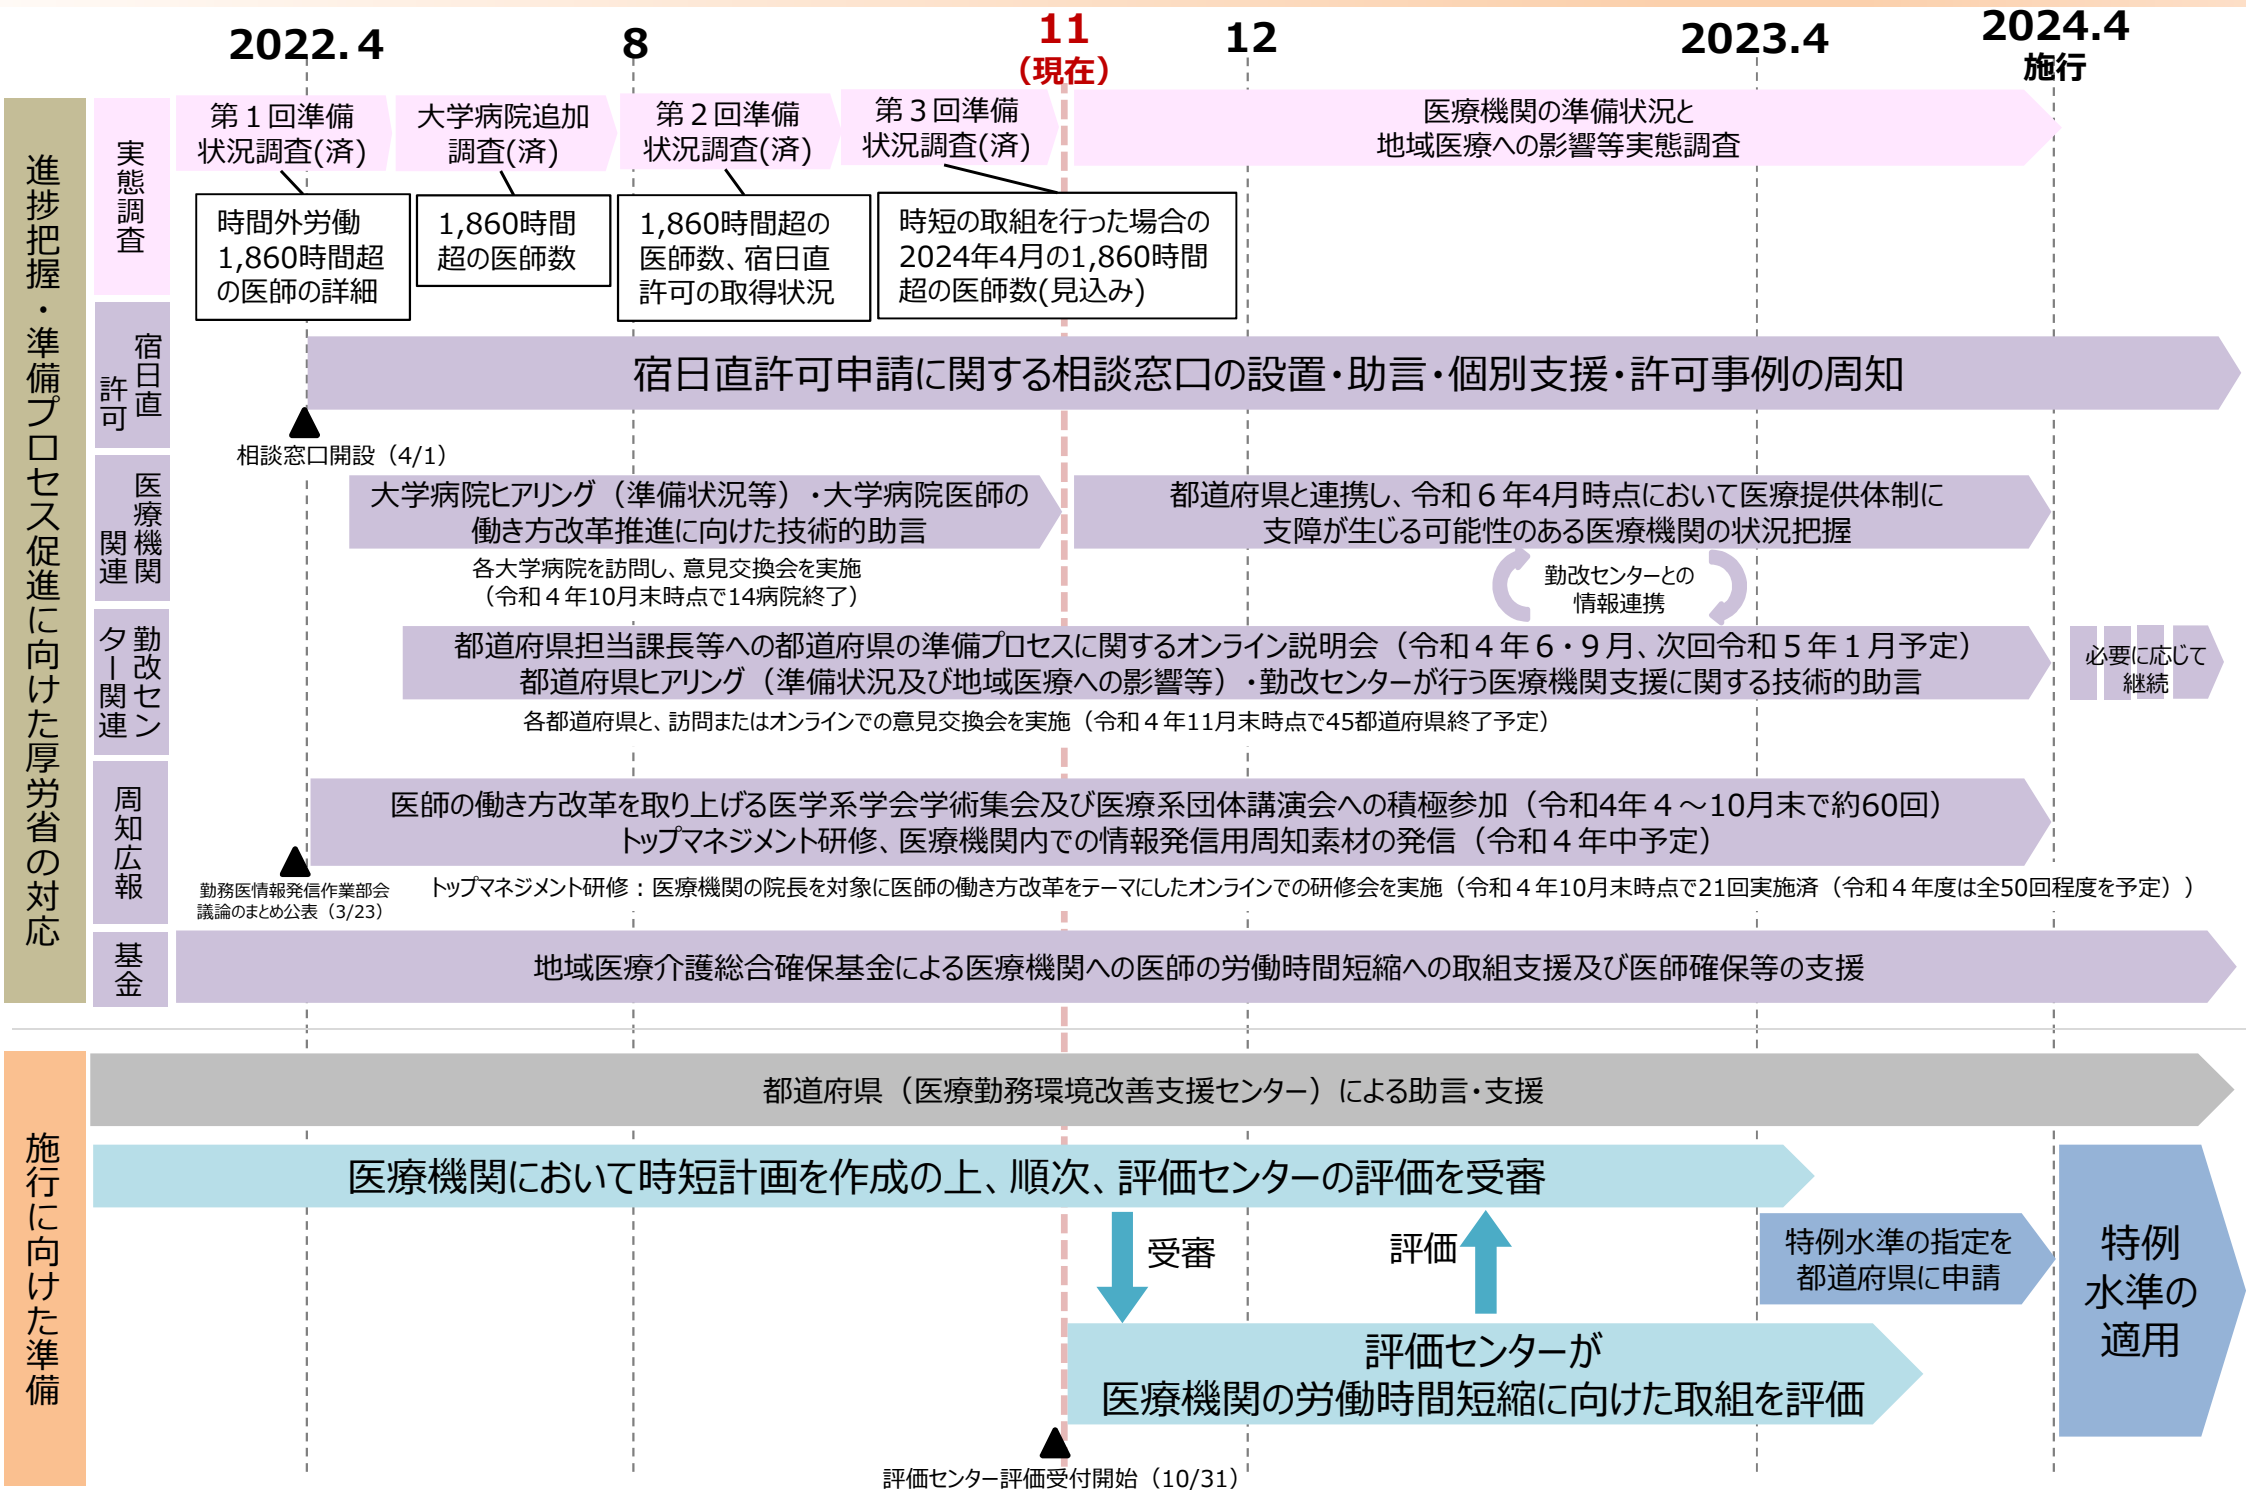 2022.4
8
11
(現在)
12
2023.4
2024.4
施行
進捗把握・準備プロセス促進に向けた厚労省の対応
実態調査
第1回準備
状況調査(済)
大学病院追加
調査(済)
第2回準備
状況調査(済)
第3回準備
状況調査(済)
医療機関の準備状況と
地域医療への影響等実態調査
時間外労働
1,860時間超
の医師の詳細
1,860時間
超の医師数
1,860時間超の
医師数、宿日直
許可の取得状況
時短の取組を行った場合の
2024年4月の1,860時間
超の医師数(見込み)
宿日直
許可
宿日直許可申請に関する相談窓口の設置・助言・個別支援・許可事例の周知
相談窓口開設（4/1）
医療機関
関連
大学病院ヒアリング（準備状況等）・大学病院医師の
働き方改革推進に向けた技術的助言
都道府県と連携し、令和６年4月時点において医療提供体制に
支障が生じる可能性のある医療機関の状況把握
各大学病院を訪問し、意見交換会を実施
（令和４年10月末時点で14病院終了）
勤改センターとの
情報連携
勤改セン
ター関連
都道府県担当課長等への都道府県の準備プロセスに関するオンライン説明会（令和４年６・９月、次回令和５年１月予定）
都道府県ヒアリング（準備状況及び地域医療への影響等）・勤改センターが行う医療機関支援に関する技術的助言
必要に応じて
継続
各都道府県と、訪問またはオンラインでの意見交換会を実施（令和４年11月末時点で45都道府県終了予定）
周知広報
医師の働き方改革を取り上げる医学系学会学術集会及び医療系団体講演会への積極参加（令和4年４～10月末で約60回）
トップマネジメント研修、医療機関内での情報発信用周知素材の発信（令和４年中予定）
勤務医情報発信作業部会
議論のまとめ公表（3/23）
トップマネジメント研修：医療機関の院長を対象に医師の働き方改革をテーマにしたオンラインでの研修会を実施（令和４年10月末時点で21回実施済（令和４年度は全50回程度を予定））
基金
地域医療介護総合確保基金による医療機関への医師の労働時間短縮への取組支援及び医師確保等の支援
施行に向けた準備
都道府県（医療勤務環境改善支援センター）による助言・支援
医療機関において時短計画を作成の上、順次、評価センターの評価を受審
受審
評価
特例水準の指定を
都道府県に申請
特例
水準の
適用
評価センターが
医療機関の労働時間短縮に向けた取組を評価
評価センター評価受付開始（10/31）